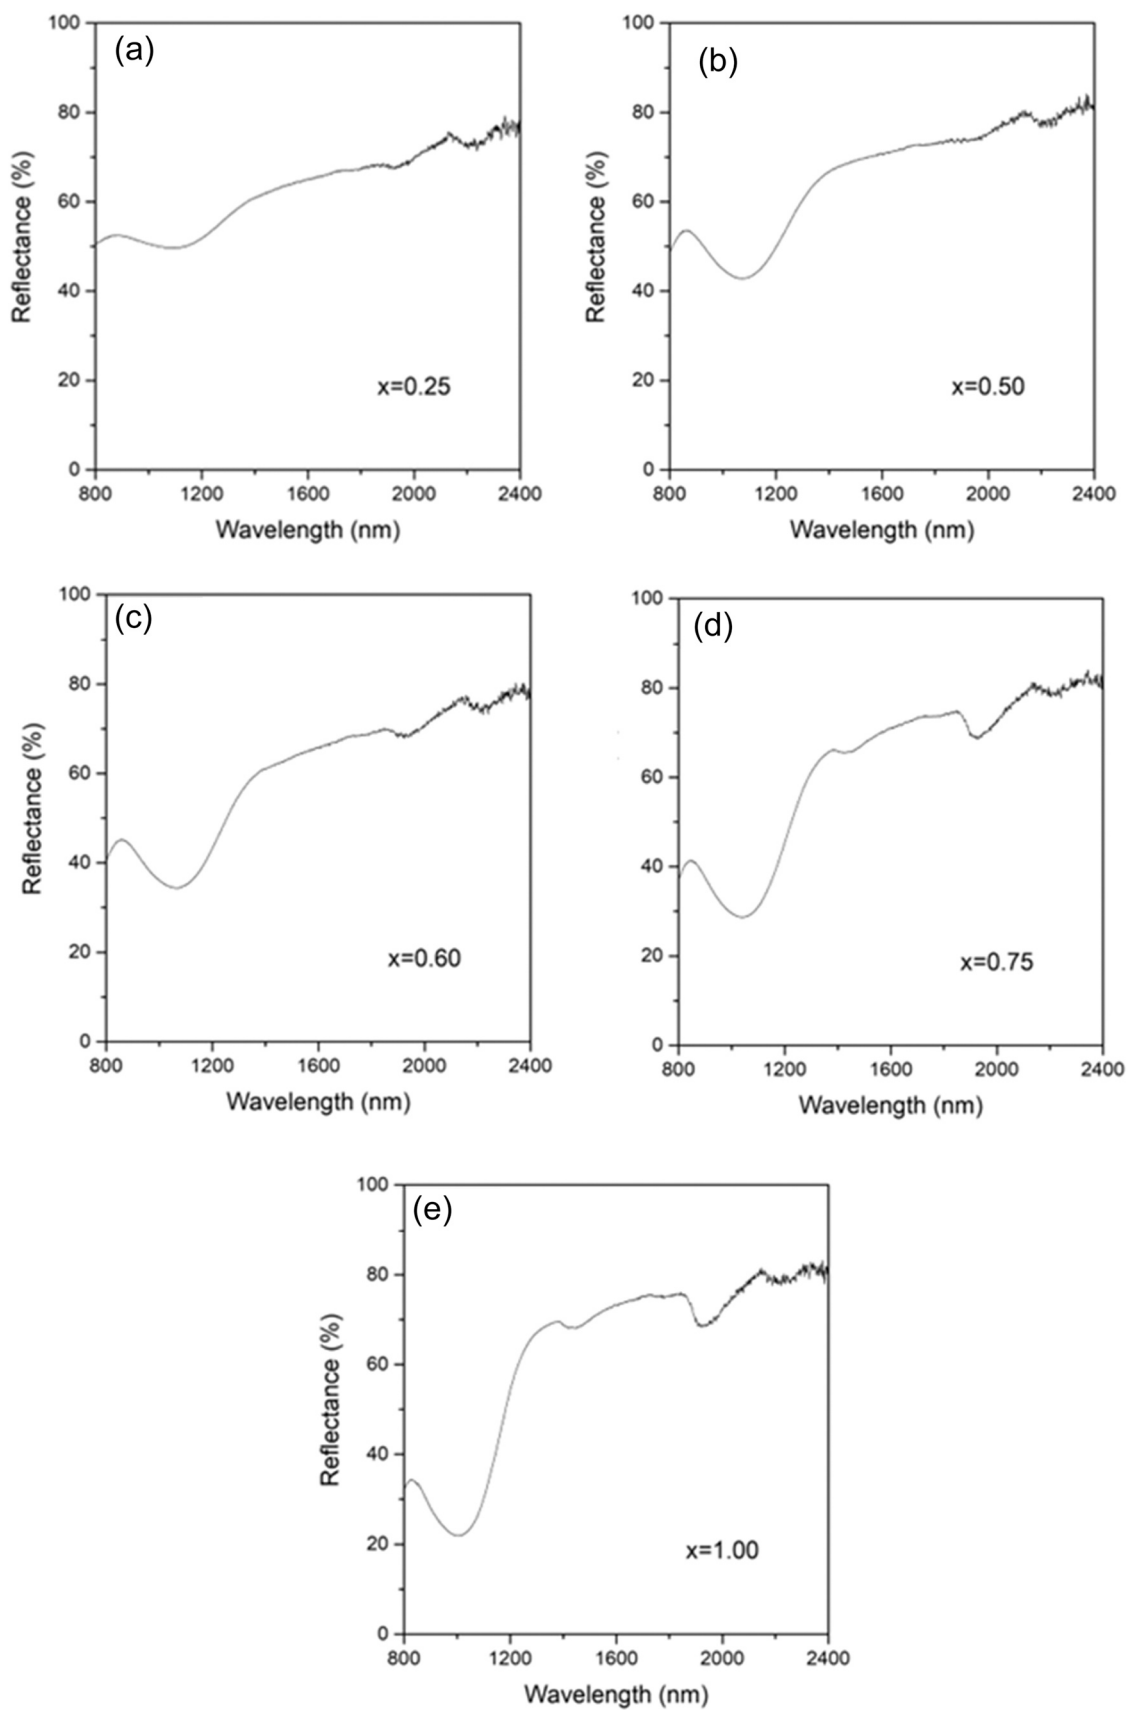 (a)
100
80
60
40
20
0
Reflectance (%)
x=0.25
800 1200 1600 2000 2400
Wavelength (nm)
(b)
100
80
60
40
20
0
Reflectance (%)
x=0.50
800 1200 1600 2000 2400
Wavelength (nm)
(c)
100
80
60
40
20
0
Reflectance (%)
x=0.60
800 1200 1600 2000 2400
Wavelength (nm)
(d)
100
80
60
40
20
0
Reflectance (%)
x=0.75
800 1200 1600 2000 2400
Wavelength (nm)
(e)
100
80
60
40
20
0
Reflectance (%)
x=1.00
800 1200 1600 2000 2400
Wavelength (nm)